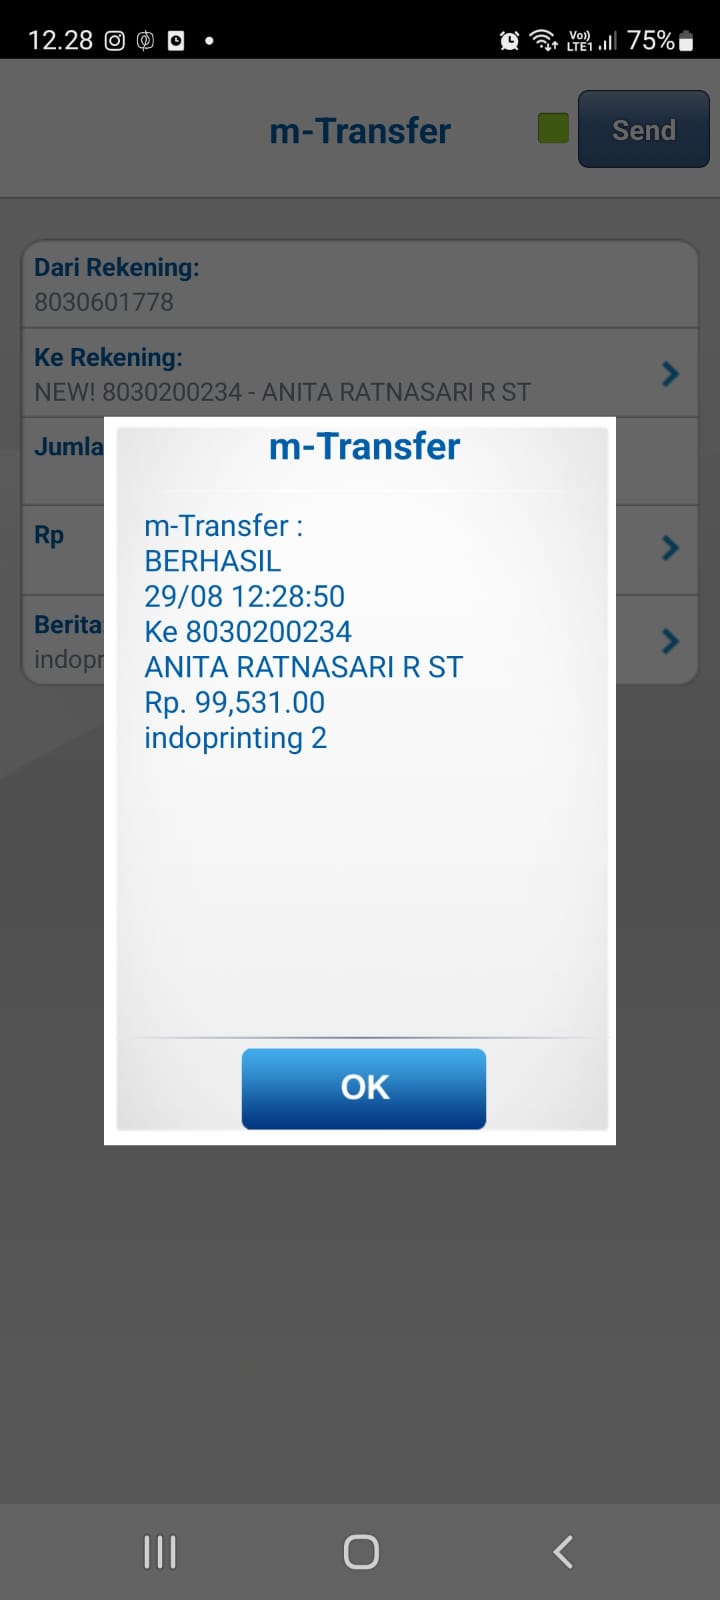 12.28
Vo))
LTE1
75%
m-Transfer
Send
Dari Rekening:
8030601778
Ke Rekening:
NEW! 8030200234 - ANITA RATNASARI R ST
Jumla
Rp
Berita
indopr
m-Transfer
m-Transfer :
BERHASIL
29/08 12:28:50
Ke 8030200234
ANITA RATNASARI R ST
Rp. 99,531.00
indoprinting 2
OK